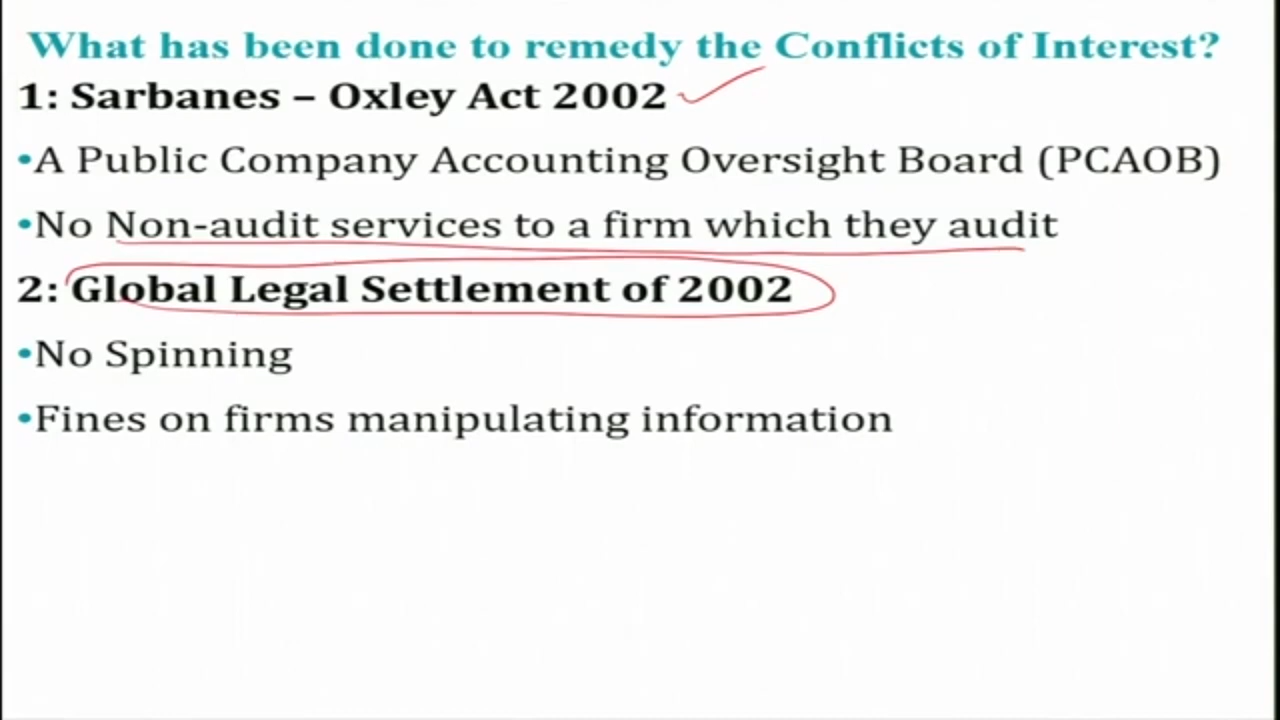 What has been done to remedy the Conflicts of Interest?
1: Sarbanes – Oxley Act 2002
•A Public Company Accounting Oversight Board (PCAOB)
•No Non-audit services to a firm which they audit
2: Global Legal Settlement of 2002
•No Spinning
•Fines on firms manipulating information